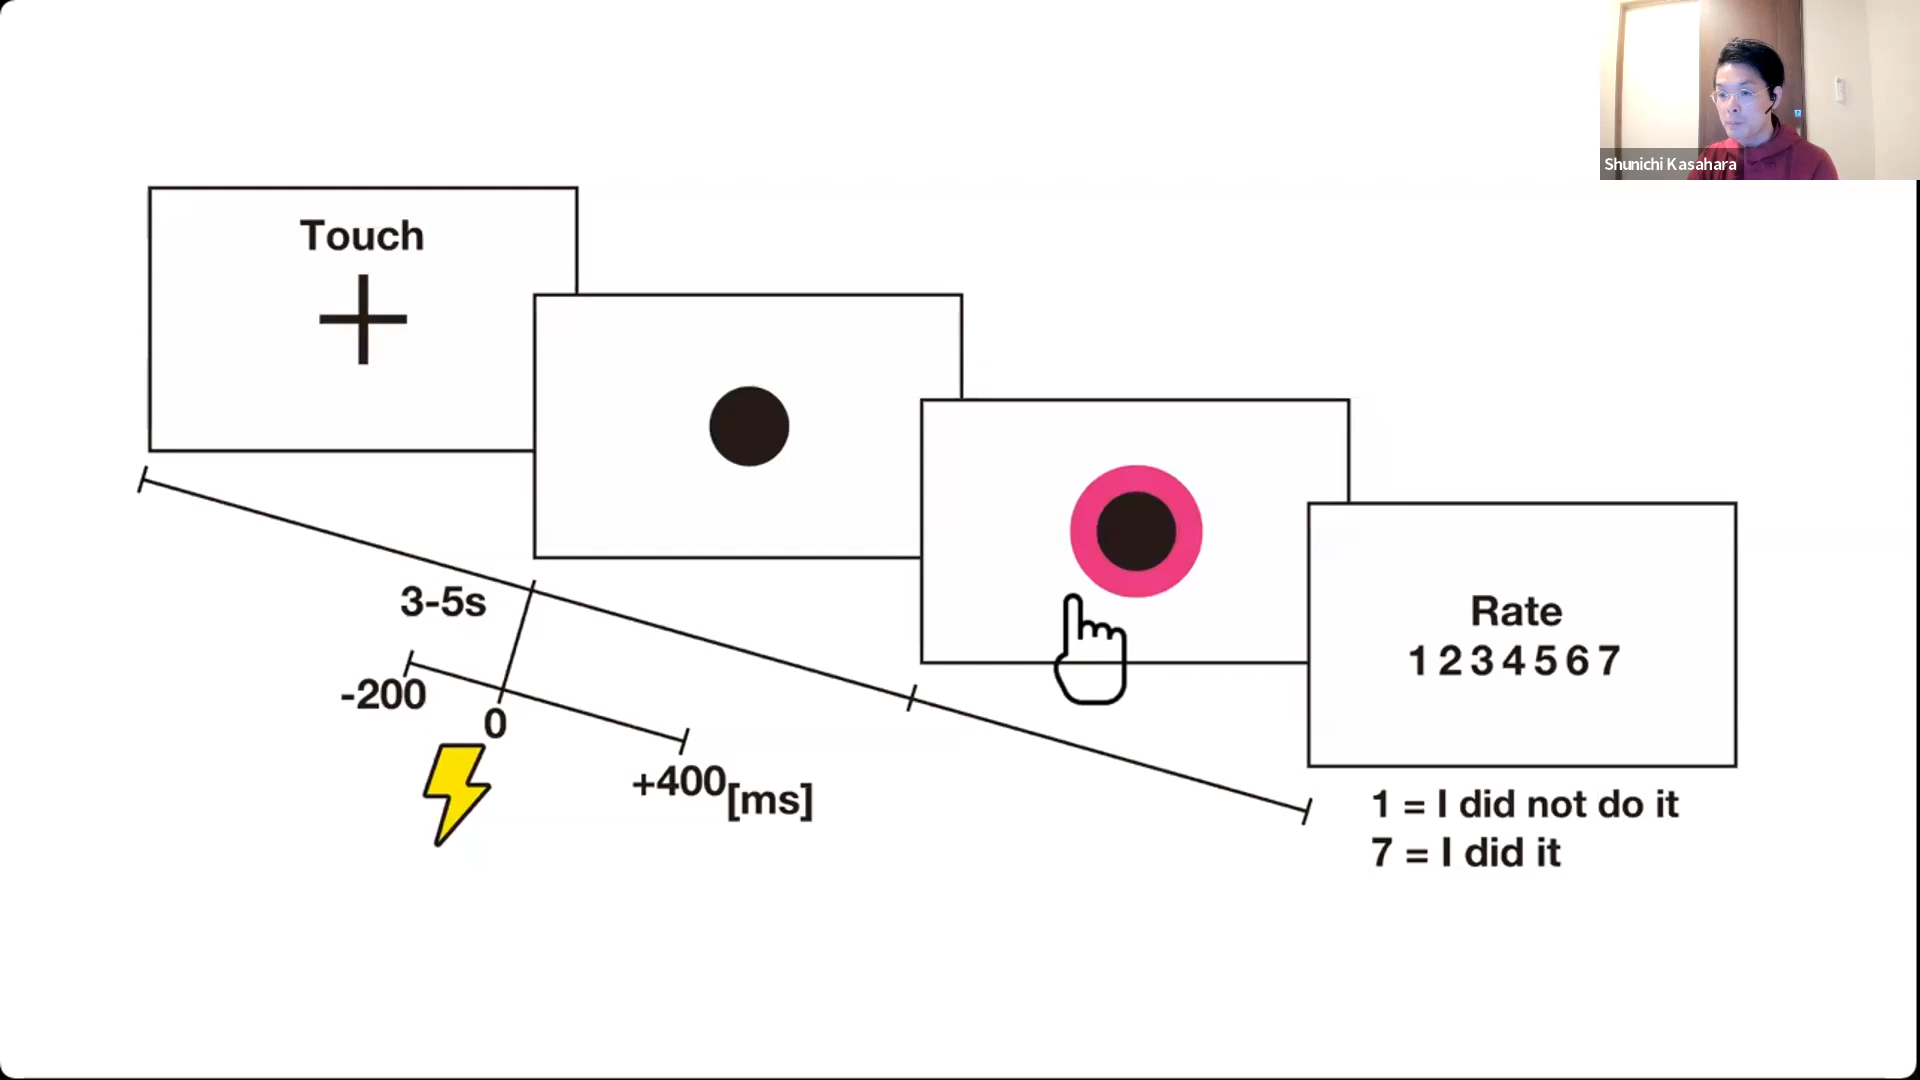 Shunichi Kasahara
Touch
3-5s
-200
0
+400[ms]
Rate
1 2 3 4 5 6 7
1 = I did not do it
7 = I did it